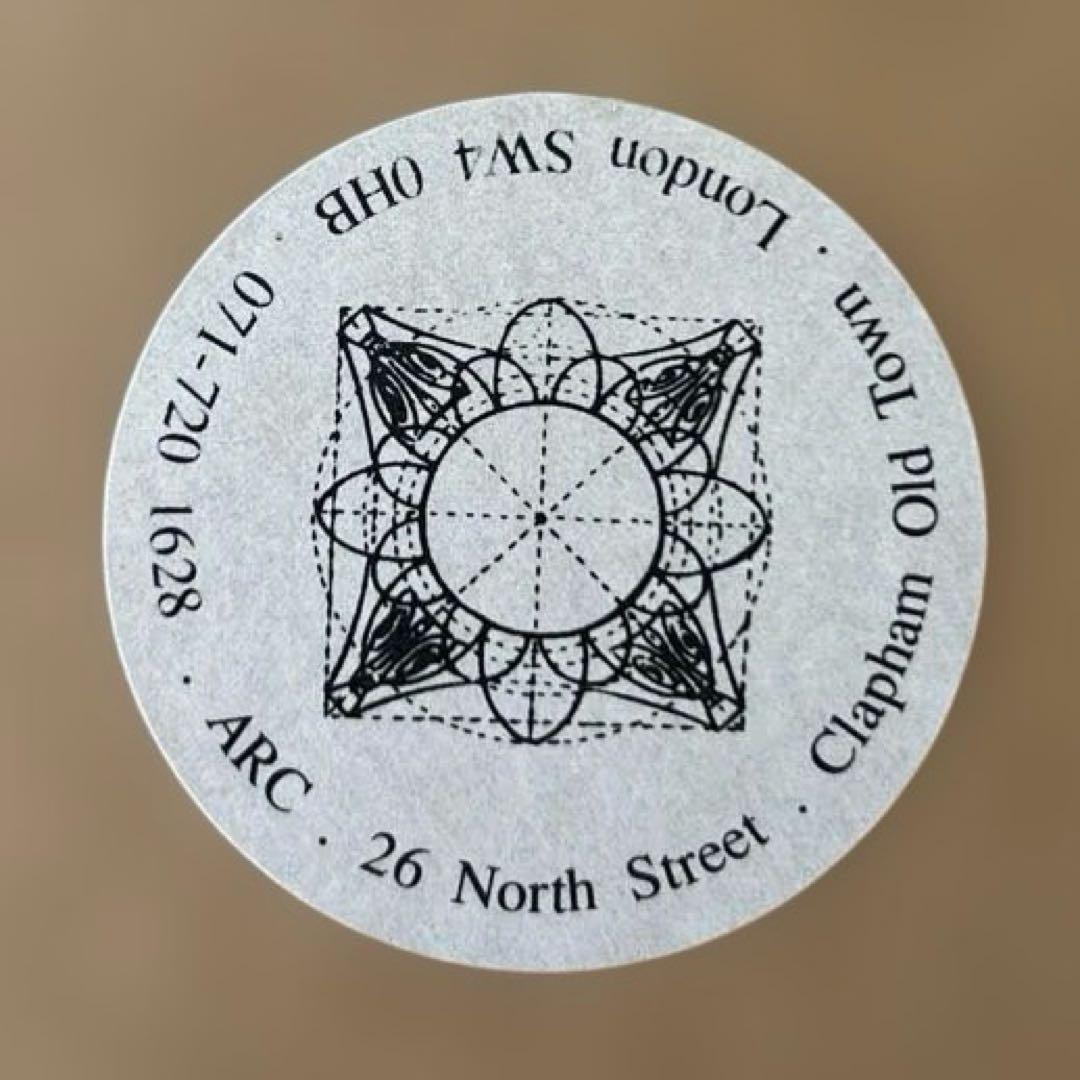 ARC · 26 North Street · Clapham Old Town · London SW4 0HB · 071-720 1628 ·